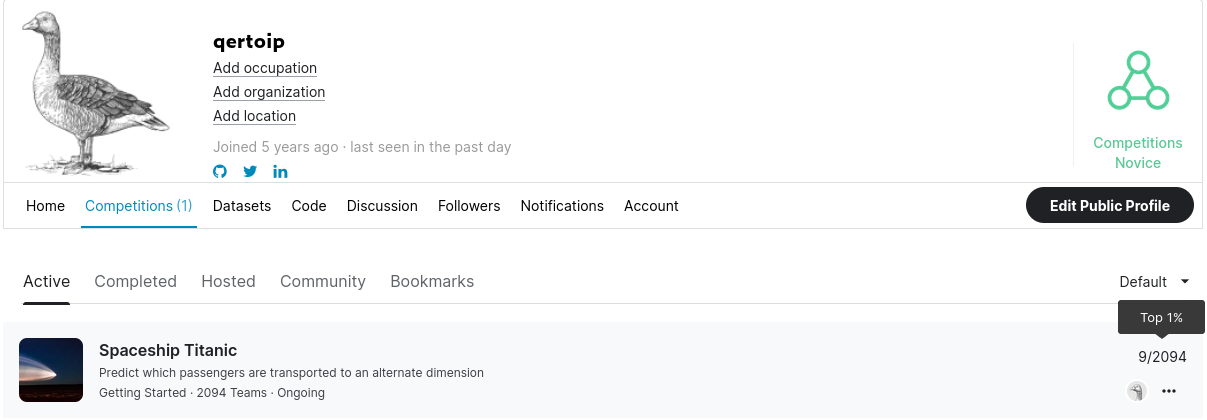 qertoip
Add occupation
Add organization
Add location
Joined 5 years ago · last seen in the past day
Competitions
Novice
Home Competitions (1) Datasets Code Discussion Followers Notifications Account Edit Public Profile
Active Completed Hosted Community Bookmarks Default
Top 1%
Spaceship Titanic 9/2094
Predict which passengers are transported to an alternate dimension
Getting Started · 2094 Teams · Ongoing